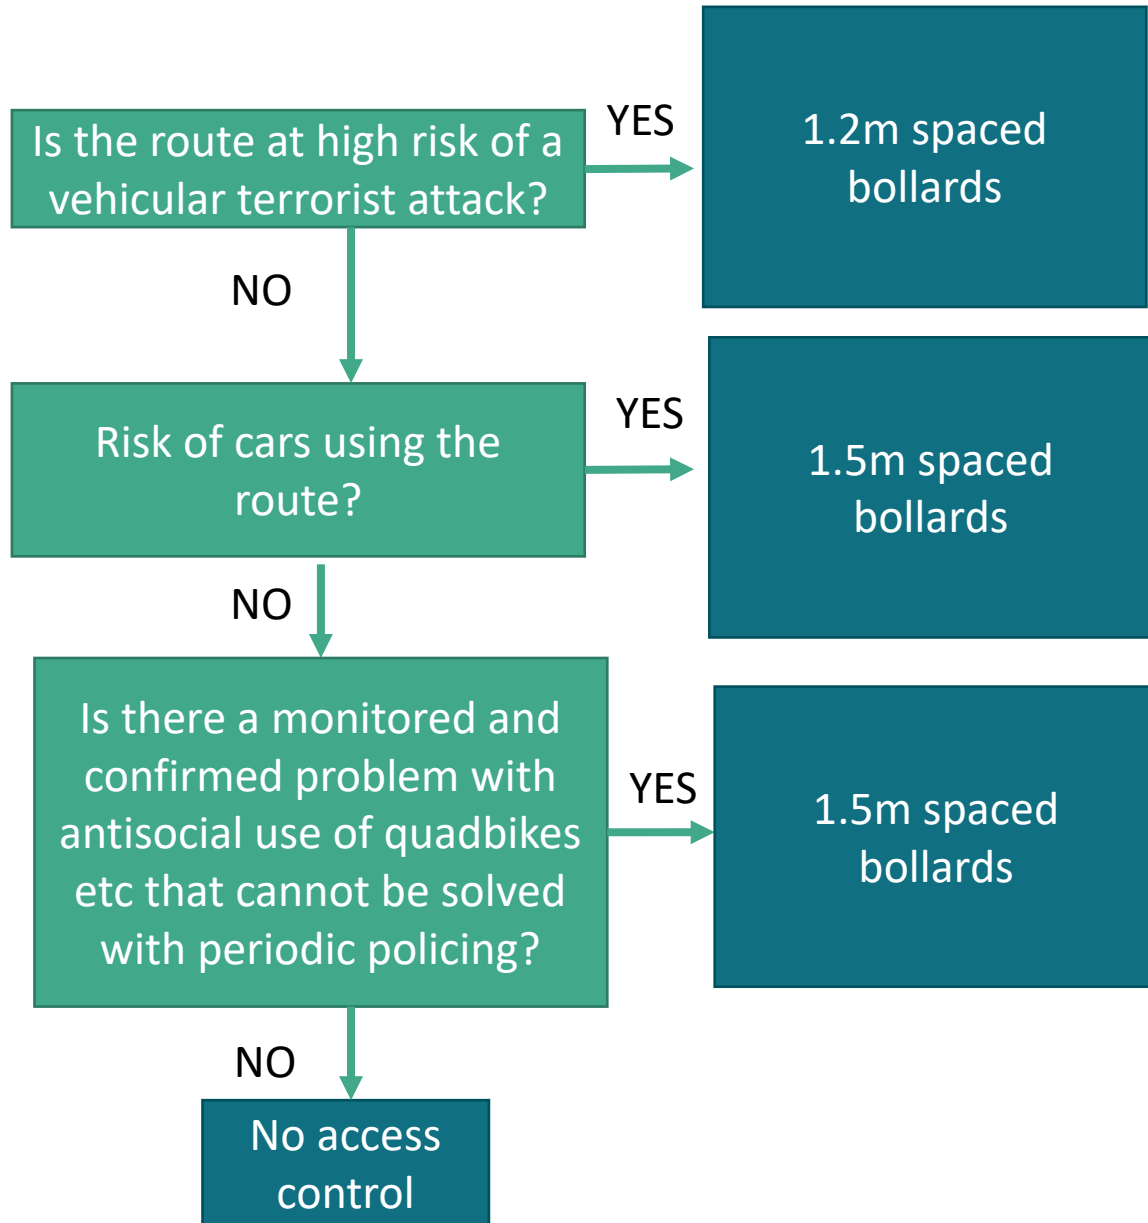 Is the route at high risk of a
vehicular terrorist attack?
YES
1.2m spaced
bollards
NO
Risk of cars using the
route?
YES
1.5m spaced
bollards
NO
Is there a monitored and
confirmed problem with
antisocial use of quadbikes
etc that cannot be solved
with periodic policing?
YES
1.5m spaced
bollards
NO
No access
control